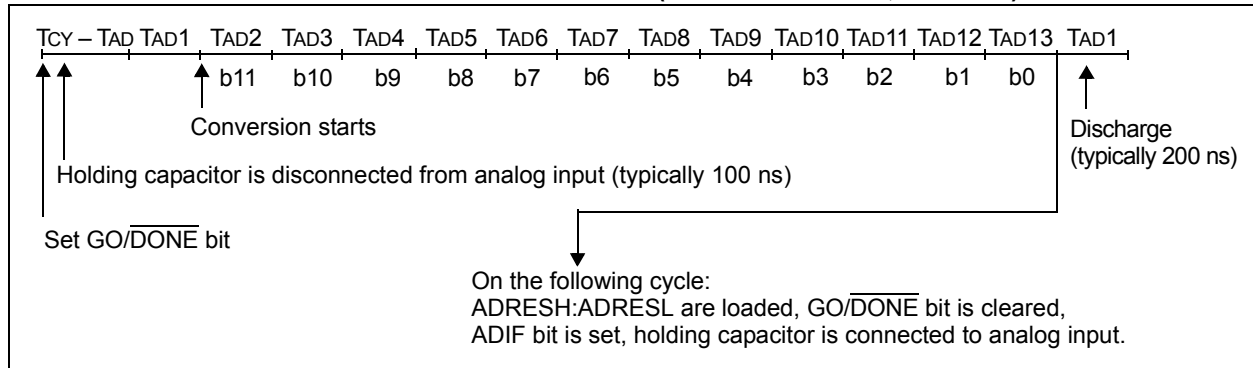 TCY – TAD TAD1 TAD2 TAD3 TAD4 TAD5 TAD6 TAD7 TAD8 TAD9 TAD10 TAD11 TAD12 TAD13 TAD1
b11 b10 b9 b8 b7 b6 b5 b4 b3 b2 b1 b0
Conversion starts
Discharge
(typically 200 ns)
Holding capacitor is disconnected from analog input (typically 100 ns)
Set GO/DONE bit
On the following cycle:
ADRESH:ADRESL are loaded, GO/DONE bit is cleared,
ADIF bit is set, holding capacitor is connected to analog input.